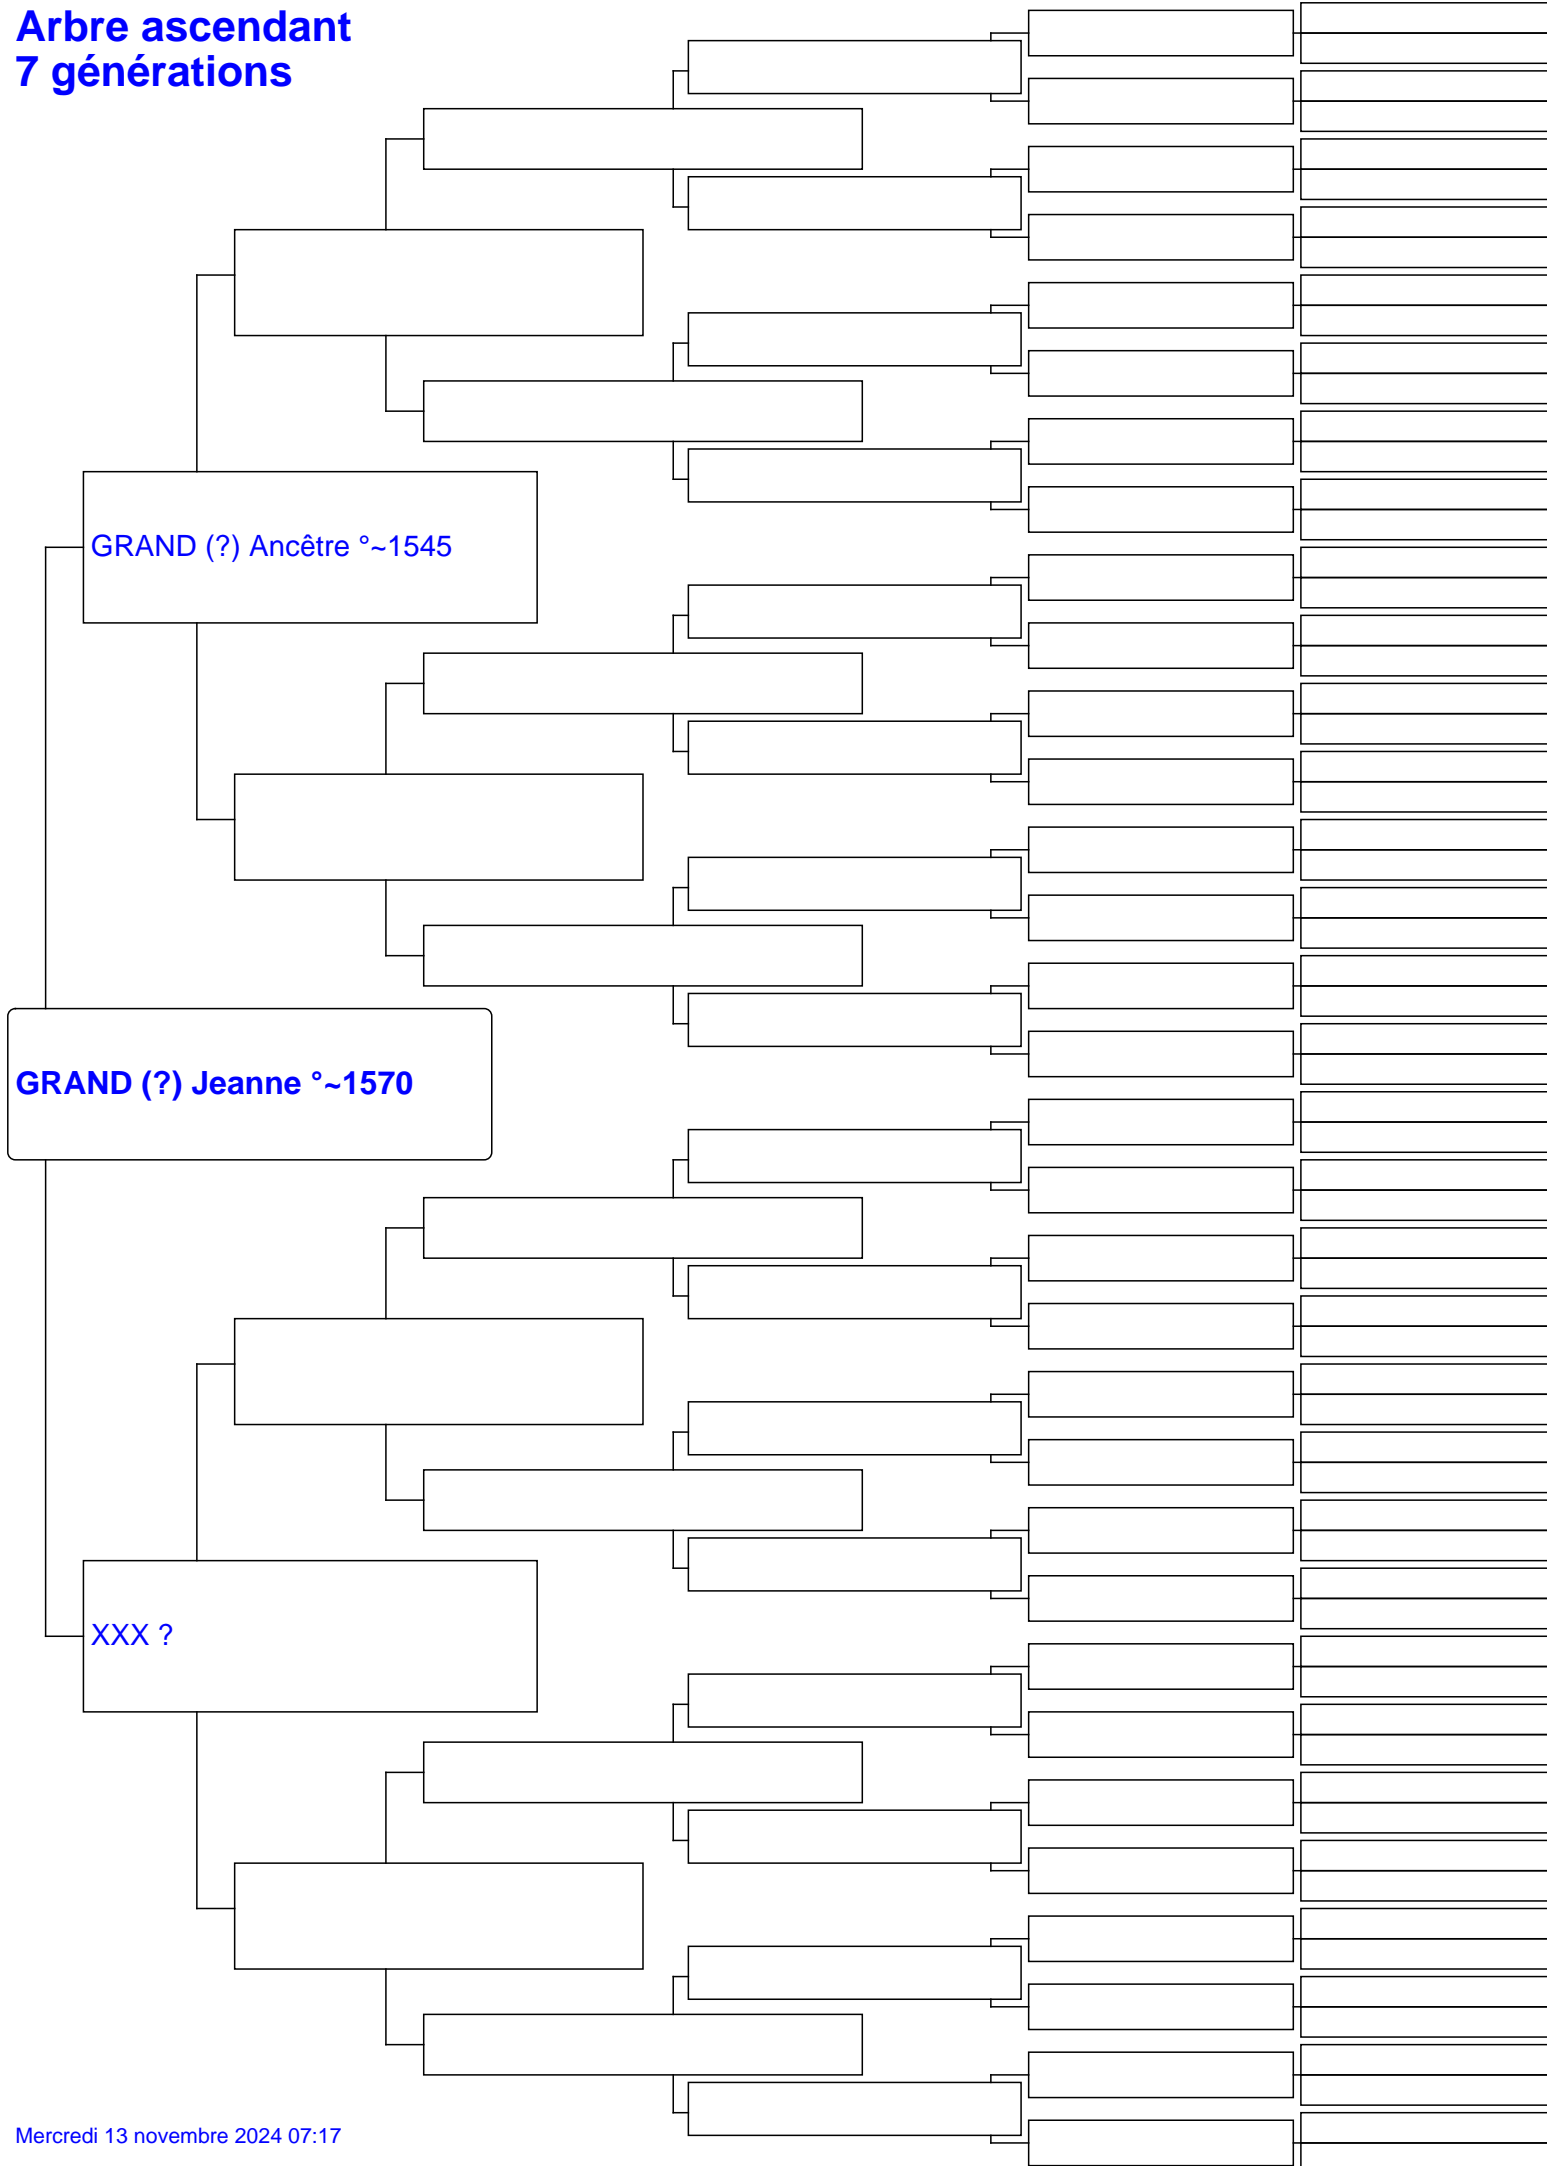 Arbre ascendant
7 générations
GRAND (?) Ancêtre °~1545
GRAND (?) Jeanne °~1570
XXX ?
Mercredi 13 novembre 2024 07:17